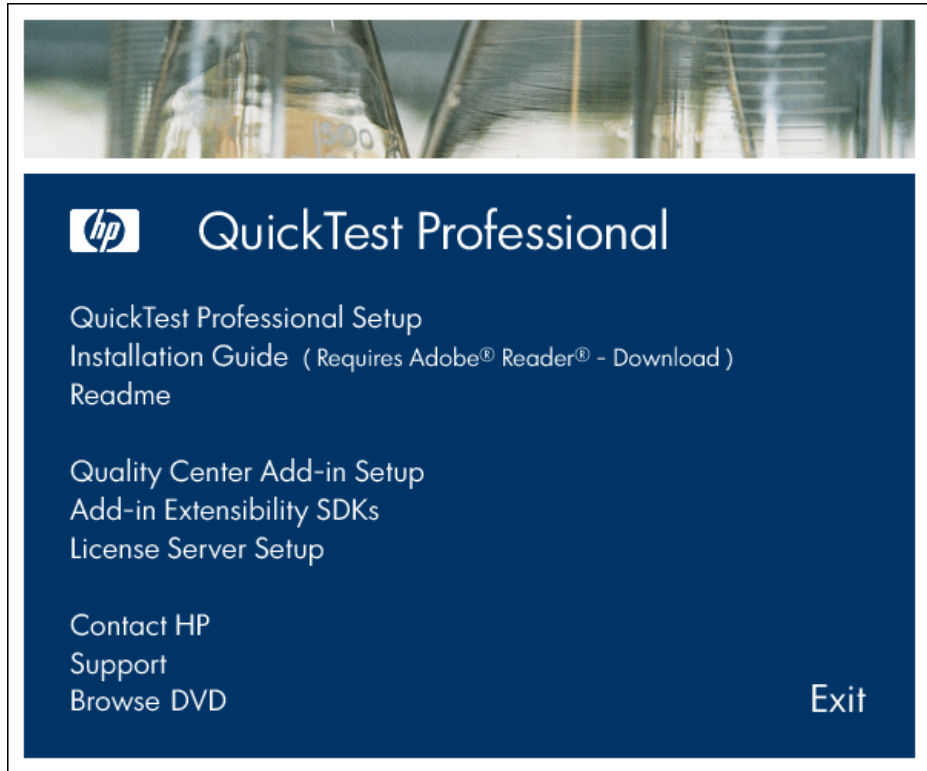 1500
hp QuickTest Professional
QuickTest Professional Setup
Installation Guide ( Requires Adobe® Reader® - Download )
Readme
Quality Center Add-in Setup
Add-in Extensibility SDKs
License Server Setup
Contact HP
Support
Browse DVD
Exit